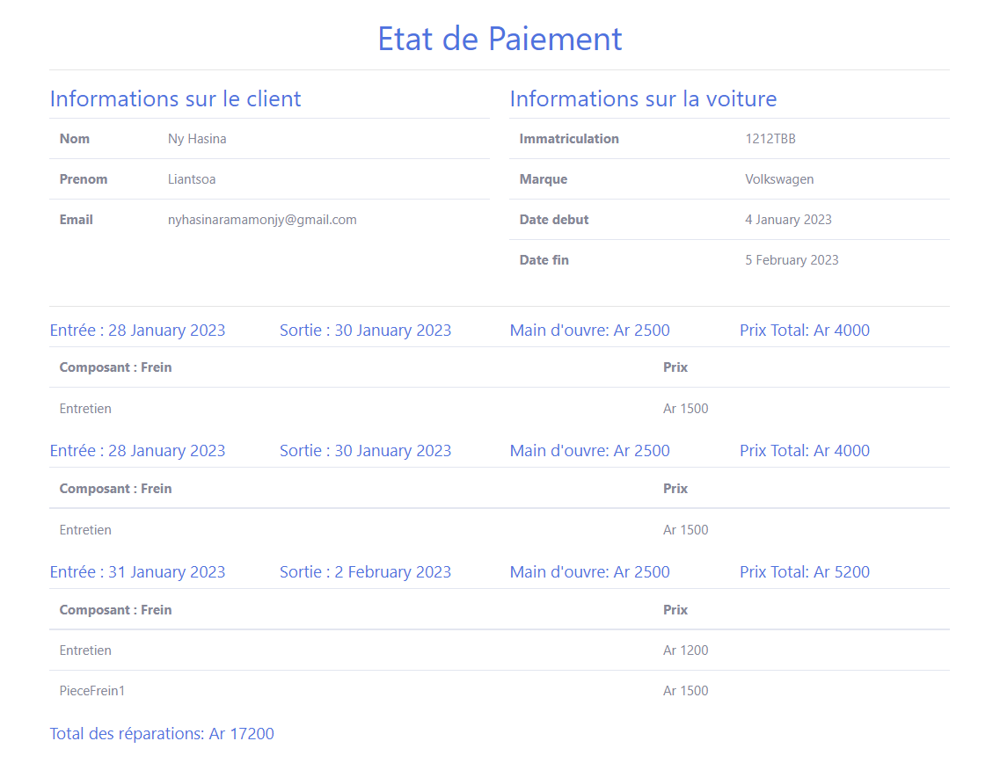 Etat de Paiement
Informations sur le client
Nom Ny Hasina
Prenom Liantsoa
Email nyhasinaramamonjy@gmail.com
Informations sur la voiture
Immatriculation 1212TBB
Marque Volkswagen
Date debut 4 January 2023
Date fin 5 February 2023
Entrée : 28 January 2023 Sortie : 30 January 2023 Main d'ouvre: Ar 2500 Prix Total: Ar 4000
Composant : Frein Prix
Entretien Ar 1500
Entrée : 28 January 2023 Sortie : 30 January 2023 Main d'ouvre: Ar 2500 Prix Total: Ar 4000
Composant : Frein Prix
Entretien Ar 1500
Entrée : 31 January 2023 Sortie : 2 February 2023 Main d'ouvre: Ar 2500 Prix Total: Ar 5200
Composant : Frein Prix
Entretien Ar 1200
PieceFrein1 Ar 1500
Total des réparations: Ar 17200